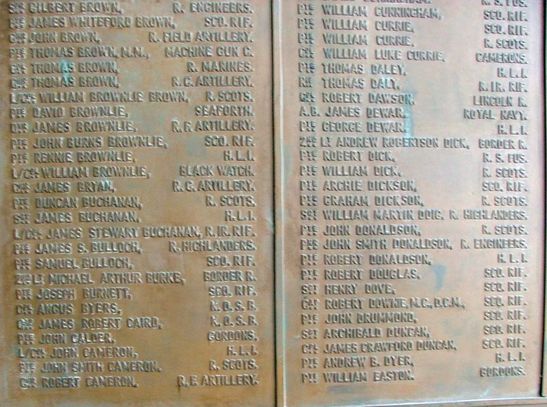 Sgt GILBERT BROWN, R. ENGINEERS.
Pte JAMES WHITEFORD BROWN, SCO. RIF.
Gnr JOHN BROWN, R. FIELD ARTILLERY.
Pte THOMAS BROWN, M.M., MACHINE GUN C.
THOMAS BROWN, R. MARINES.
THOMAS BROWN, R.G. ARTILLERY.
L/Cpl WILLIAM BROWNLIE BROWN, R. SCOTS.
Pte DAVID BROWNLIE, SEAFORTH.
JAMES BROWNLIE, R.F. ARTILLERY.
Pte JOHN BURNS BROWNLIE, SCO. RIF.
Pte RENNIE BROWNLIE, H.L.I.
L/Cpl WILLIAM BROWNLIE, BLACK WATCH.
JAMES BRYAN, R.G. ARTILLERY.
Pte DUNCAN BUCHANAN, R. SCOTS.
Sgt JAMES BUCHANAN, H.L.I.
L/Cpl JAMES STEWART BUCHANAN, R. IR. RIF.
Pte JAMES S. BULLOCH, R. HIGHLANDERS.
Pte SAMUEL BULLOCH, SCO. RIF.
2nd Lt MICHAEL ARTHUR BURKE, BORDER R.
Pte JOSEPH BURNETT, SCO. RIF.
Cpl ANGUS BYERS, K.O.S.B.
JAMES ROBERT CAIRD, K.O.S.B.
Pte JOHN CALDER, GORDONS.
L/Cpl JOHN CAMERON, H.L.I.
Pte JOHN SMITH CAMERON, R. SCOTS.
ROBERT CAMERON, R.F. ARTILLERY.
CUNNINGHAM, R.S. FUS.
Pte WILLIAM CUNNINGHAM, SCO. RIF.
Pte WILLIAM CURRIE, SCO. RIF.
Pte WILLIAM CURRIE, R. SCOTS.
Cpl WILLIAM LUKE CURRIE, CAMERONS.
Pte THOMAS DALEY, H.L.I.
THOMAS DALY, R. IR. RIF.
ROBERT DAWSON, LINCOLN R.
A.B. JAMES DEWAR, ROYAL NAVY.
Pte GEORGE DEWAR, H.L.I.
2nd Lt ANDREW ROBERTSON DICK, BORDER R.
Pte ROBERT DICK, R.S. FUS.
Pte WILLIAM DICK, R. SCOTS.
Pte ARCHIE DICKSON, SCO. RIF.
Pte GRAHAM DICKSON, R. SCOTS.
Sgt WILLIAM MARTIN DOIG, R. HIGHLANDERS.
Pte JOHN DONALDSON, R. SCOTS.
Pte JOHN SMITH DONALDSON, R. ENGINEERS.
Pte ROBERT DONALDSON, H.L.I.
Pte ROBERT DOUGLAS, SCO. RIF.
Sgt HENRY DOVE, SCO. RIF.
ROBERT DOWNIE, M.C., D.C.M., SCO. RIF.
Pte JOHN DRUMMOND, SCO. RIF.
Sgt ARCHIBALD DUNCAN, SCO. RIF.
Cpl JAMES CRAWFORD DUNCAN, SCO. RIF.
Pte ANDREW B. DYER, H.L.I.
Pte WILLIAM EASTON, GORDONS.